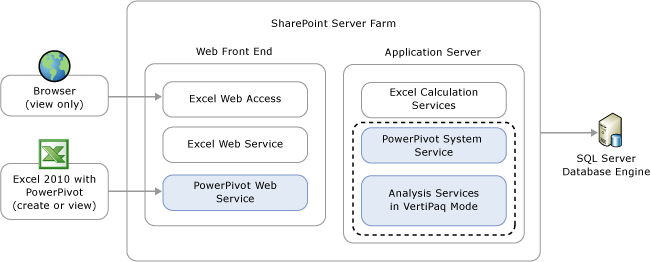 SharePoint Server Farm
Web Front End
Application Server
Browser
(view only)
Excel Web Access
Excel Calculation
Services
Excel Web Service
PowerPivot System
Service
SQL Server
Database Engine
Excel 2010 with
PowerPivot
(create or view)
PowerPivot Web
Service
Analysis Services
in VertiPaq Mode